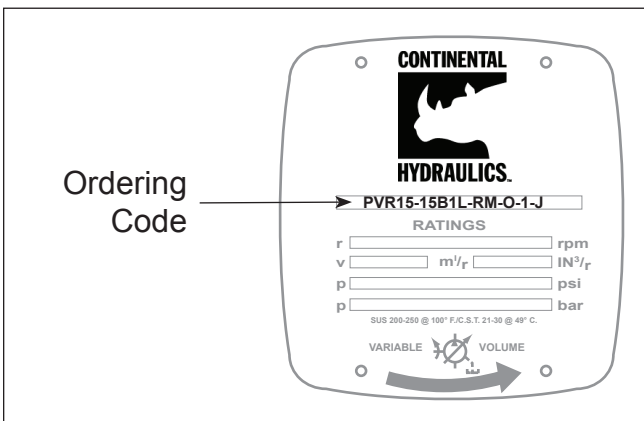 CONTINENTAL
HYDRAULICS™
Ordering
Code
PVR15-15B1L-RM-O-1-J
RATINGS
r rpm
v mˡ/r IN³/r
p psi
p bar
SUS 200-250 @ 100° F./C.S.T. 21-30 @ 49° C.
VARIABLE VOLUME